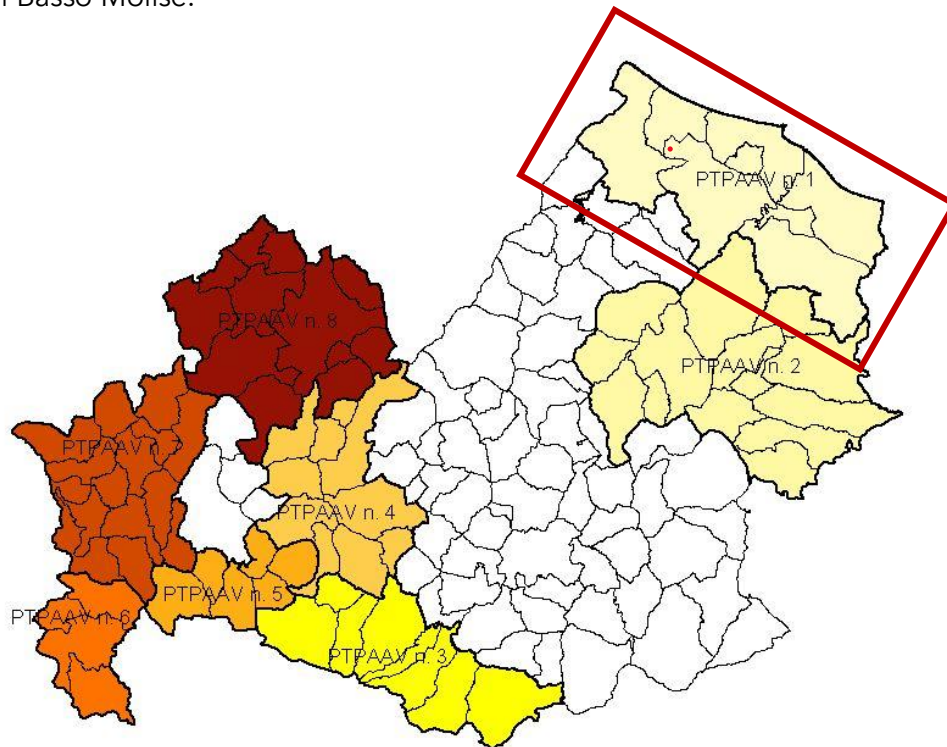 Basso Molise.
PTPAAV n. 1
PTPAAV n. 8
PTPAAV n. 2
PTPAAV n. 7
PTPAAV n. 4
PTPAAV n. 5
PTPAAV n. 6
PTPAAV n. 3